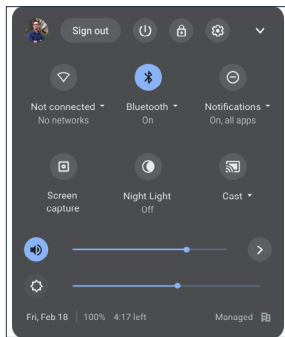 Sign out
Not connected
No networks
Bluetooth
On
Notifications
On, all apps
Screen
capture
Night Light
Off
Cast
Fri, Feb 18 | 100% 4:17 left Managed